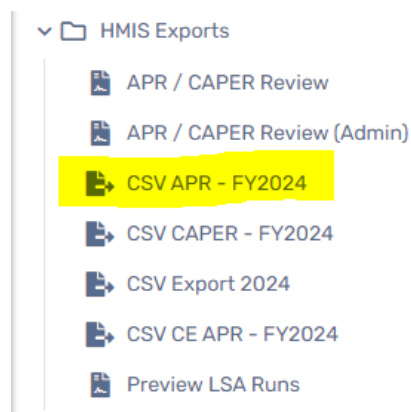 HMIS Exports
APR / CAPER Review
APR / CAPER Review (Admin)
CSV APR - FY2024
CSV CAPER - FY2024
CSV Export 2024
CSV CE APR - FY2024
Preview LSA Runs